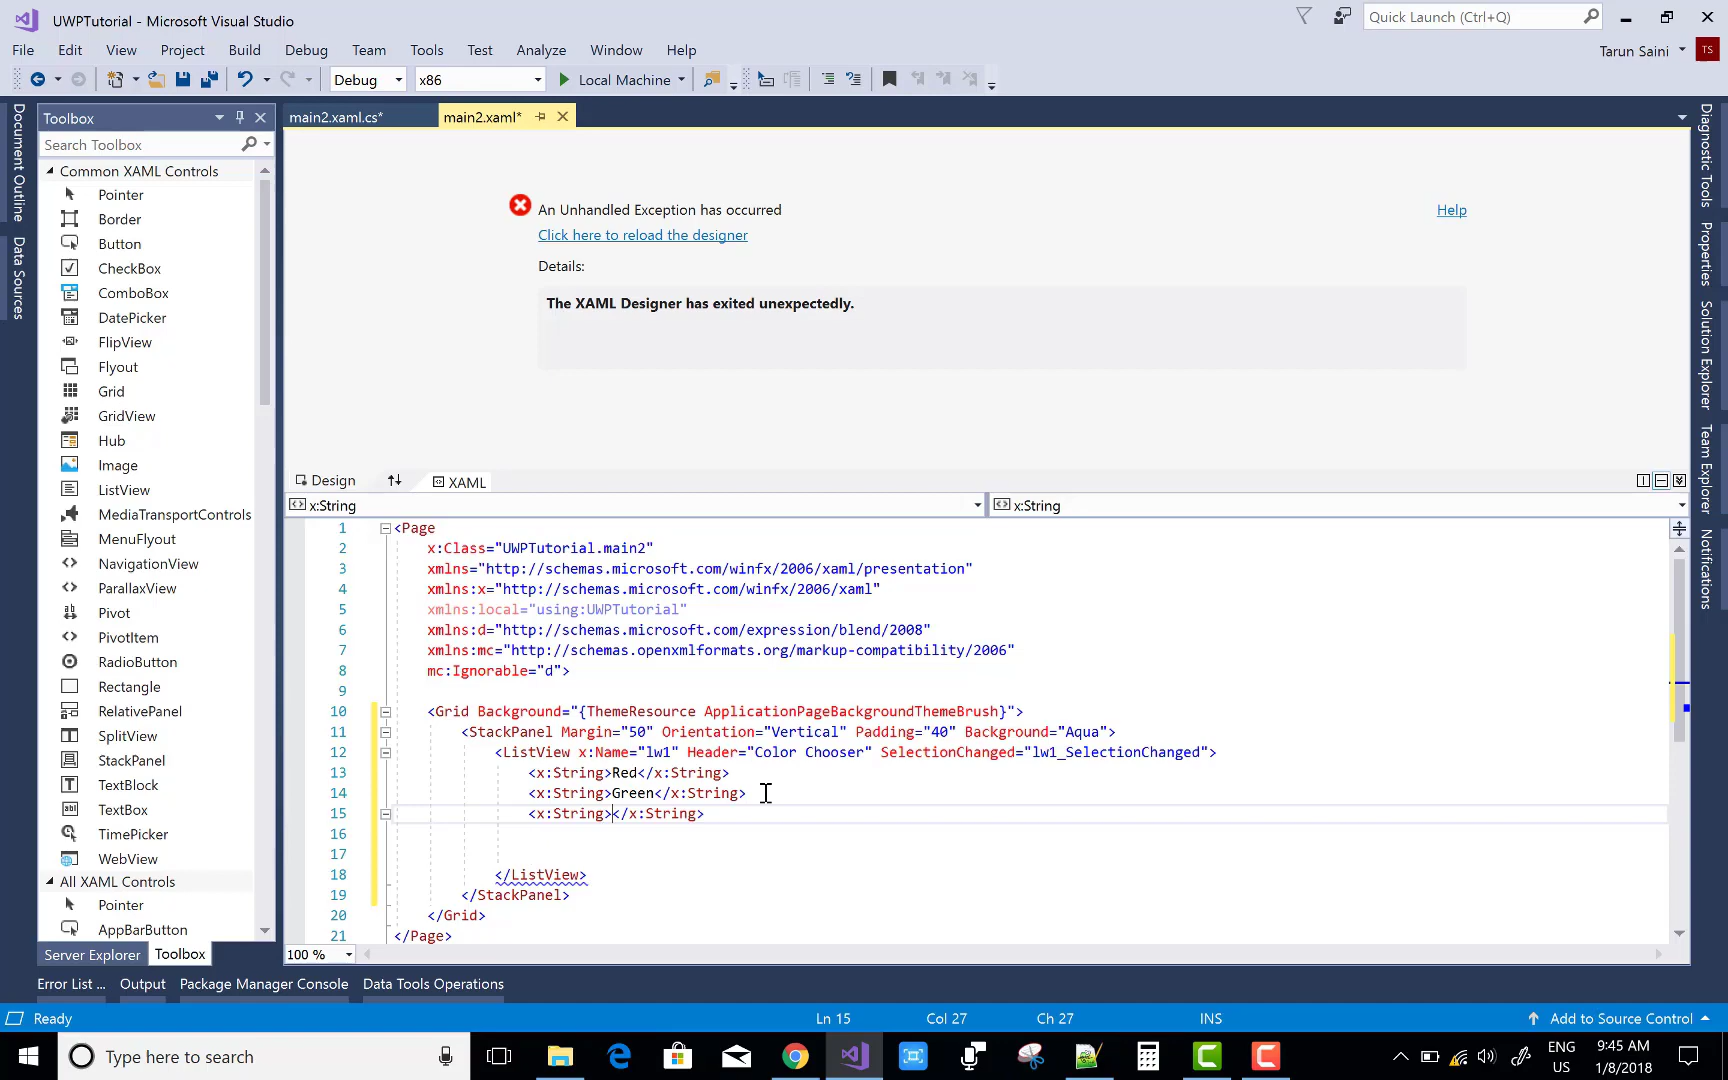 UWPTutorial - Microsoft Visual Studio
Quick Launch (Ctrl+Q)
File Edit View Project Build Debug Team Tools Test Analyze Window Help
Tarun Saini TS
Debug x86 Local Machine
Document Outline
Data Sources
Toolbox
Search Toolbox
Common XAML Controls
Pointer
Border
Button
CheckBox
ComboBox
DatePicker
FlipView
Flyout
Grid
GridView
Hub
Image
ListView
MediaTransportControls
MenuFlyout
NavigationView
ParallaxView
Pivot
PivotItem
RadioButton
Rectangle
RelativePanel
SplitView
StackPanel
TextBlock
TextBox
TimePicker
WebView
All XAML Controls
Pointer
AppBarButton
Server Explorer Toolbox
main2.xaml.cs* main2.xaml*
An Unhandled Exception has occurred
Help
Click here to reload the designer
Details:
The XAML Designer has exited unexpectedly.
Design XAML
x:String x:String
1 <Page
2 x:Class="UWPTutorial.main2"
3 xmlns="http://schemas.microsoft.com/winfx/2006/xaml/presentation"
4 xmlns:x="http://schemas.microsoft.com/winfx/2006/xaml"
5 xmlns:local="using:UWPTutorial"
6 xmlns:d="http://schemas.microsoft.com/expression/blend/2008"
7 xmlns:mc="http://schemas.openxmlformats.org/markup-compatibility/2006"
8 mc:Ignorable="d">
9
10 <Grid Background="{ThemeResource ApplicationPageBackgroundThemeBrush}">
11 <StackPanel Margin="50" Orientation="Vertical" Padding="40" Background="Aqua">
12 <ListView x:Name="lw1" Header="Color Chooser" SelectionChanged="lw1_SelectionChanged">
13 <x:String>Red</x:String>
14 <x:String>Green</x:String>
15 <x:String></x:String>
16
17
18 </ListView>
19 </StackPanel>
20 </Grid>
21 </Page>
100 %
Diagnostic Tools
Properties
Solution Explorer
Team Explorer
Notifications
Error List ... Output Package Manager Console Data Tools Operations
Ready Ln 15 Col 27 Ch 27 INS Add to Source Control
Type here to search
ENG
US
9:45 AM
1/8/2018